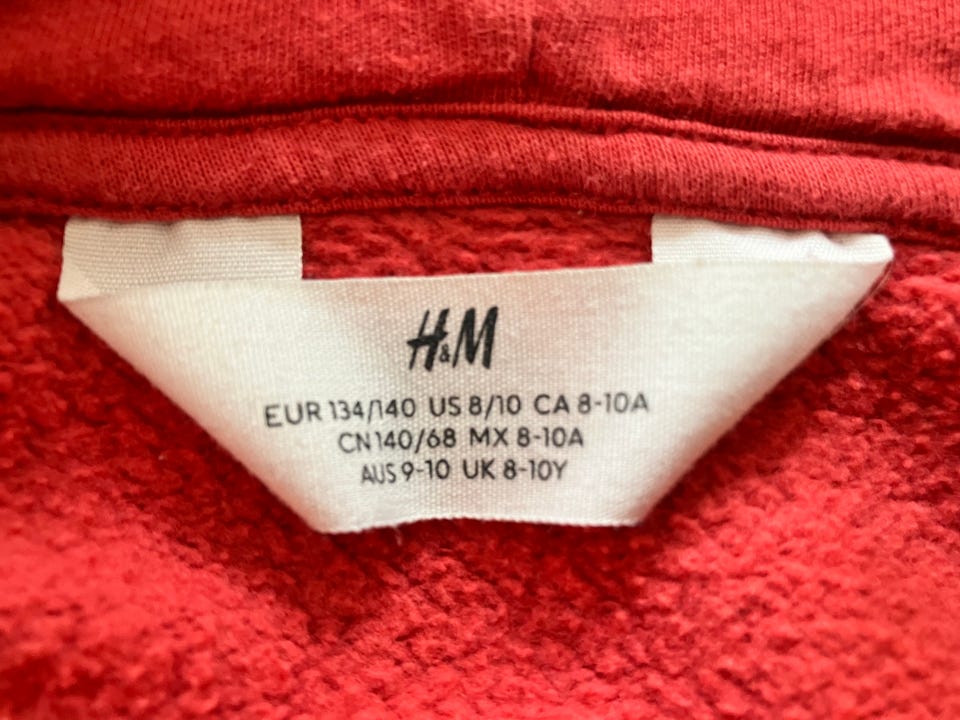 H&M
EUR 134/140 US 8/10 CA 8-10A
CN 140/68 MX 8-10A
AUS 9-10 UK 8-10Y